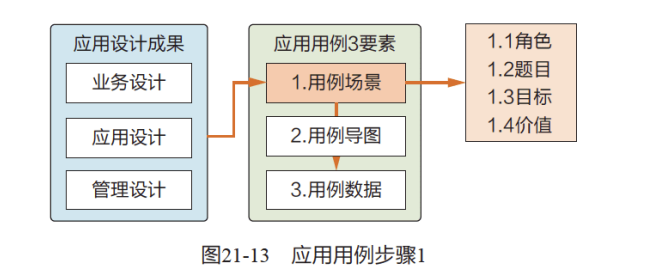 应用设计成果
业务设计
应用设计
管理设计
应用用例3要素
1.用例场景
2.用例导图
3.用例数据
1.1角色
1.2题目
1.3目标
1.4价值
图21-13 应用用例步骤1